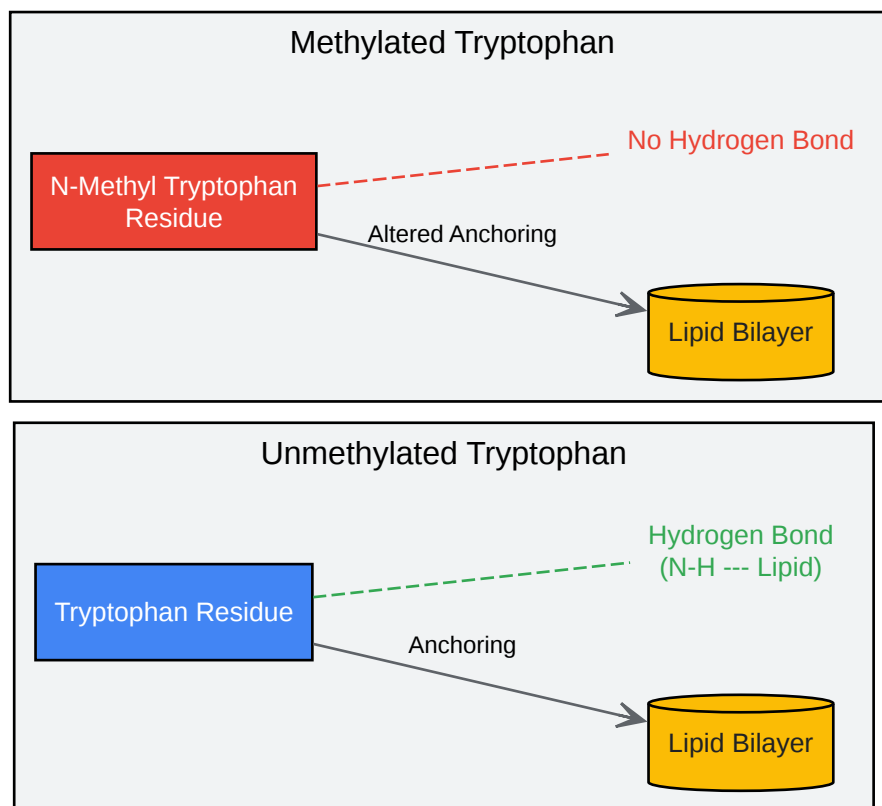 Methylated Tryptophan
No Hydrogen Bond
N-Methyl Tryptophan
Residue
Altered Anchoring
Lipid Bilayer
Unmethylated Tryptophan
Hydrogen Bond
(N-H --- Lipid)
Tryptophan Residue
Anchoring
Lipid Bilayer